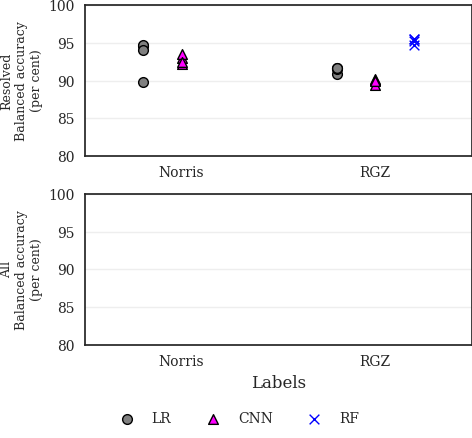 Resolved
Balanced accuracy
(per cent)
100
95
90
85
80
Norris RGZ
All
Balanced accuracy
(per cent)
100
95
90
85
80
Norris RGZ
Labels
LR CNN RF